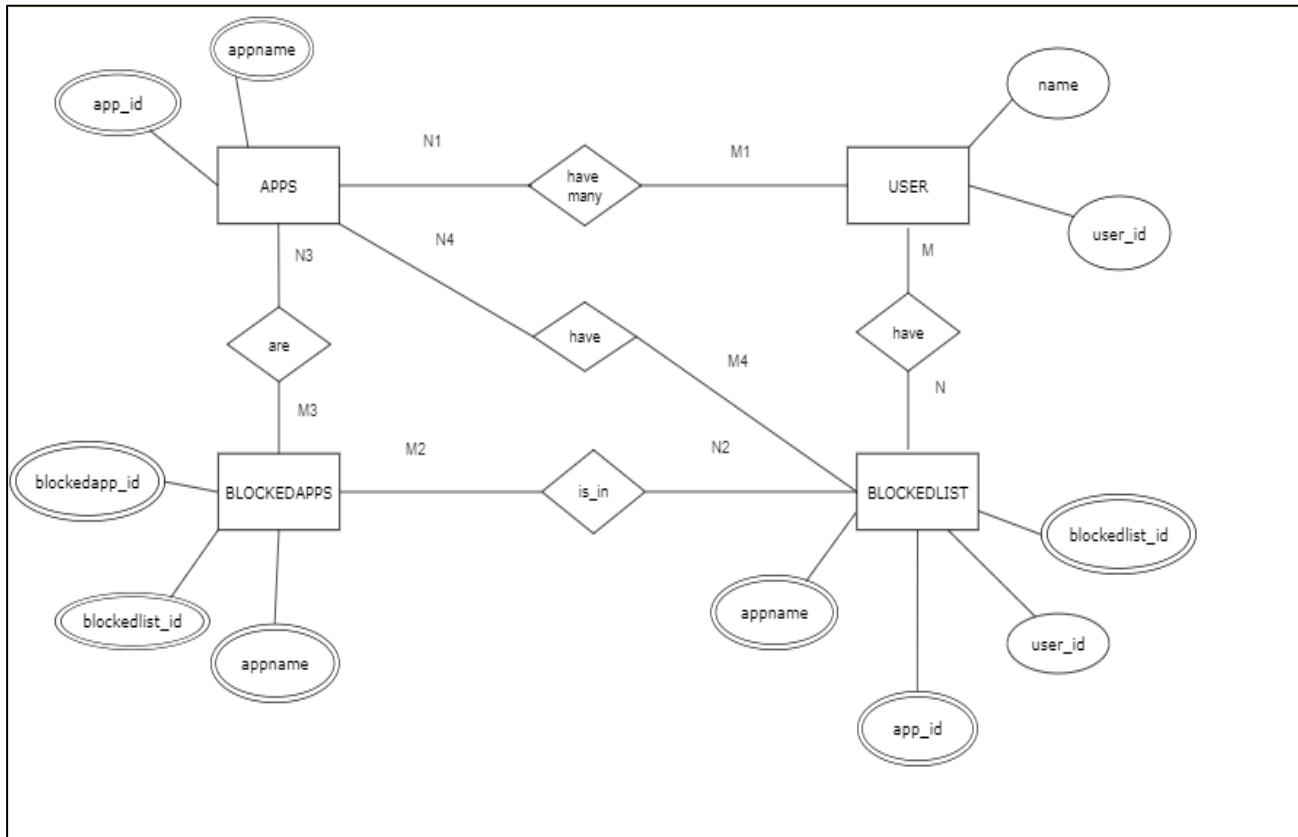 appname
name
app_id
N1
M1
have
many
APPS
USER
user_id
N4
M
N3
have
have
are
M4
N
M3
M2
N2
blockedapp_id
BLOCKEDAPPS
is_in
BLOCKEDLIST
blockedlist_id
appname
blockedlist_id
user_id
appname
app_id